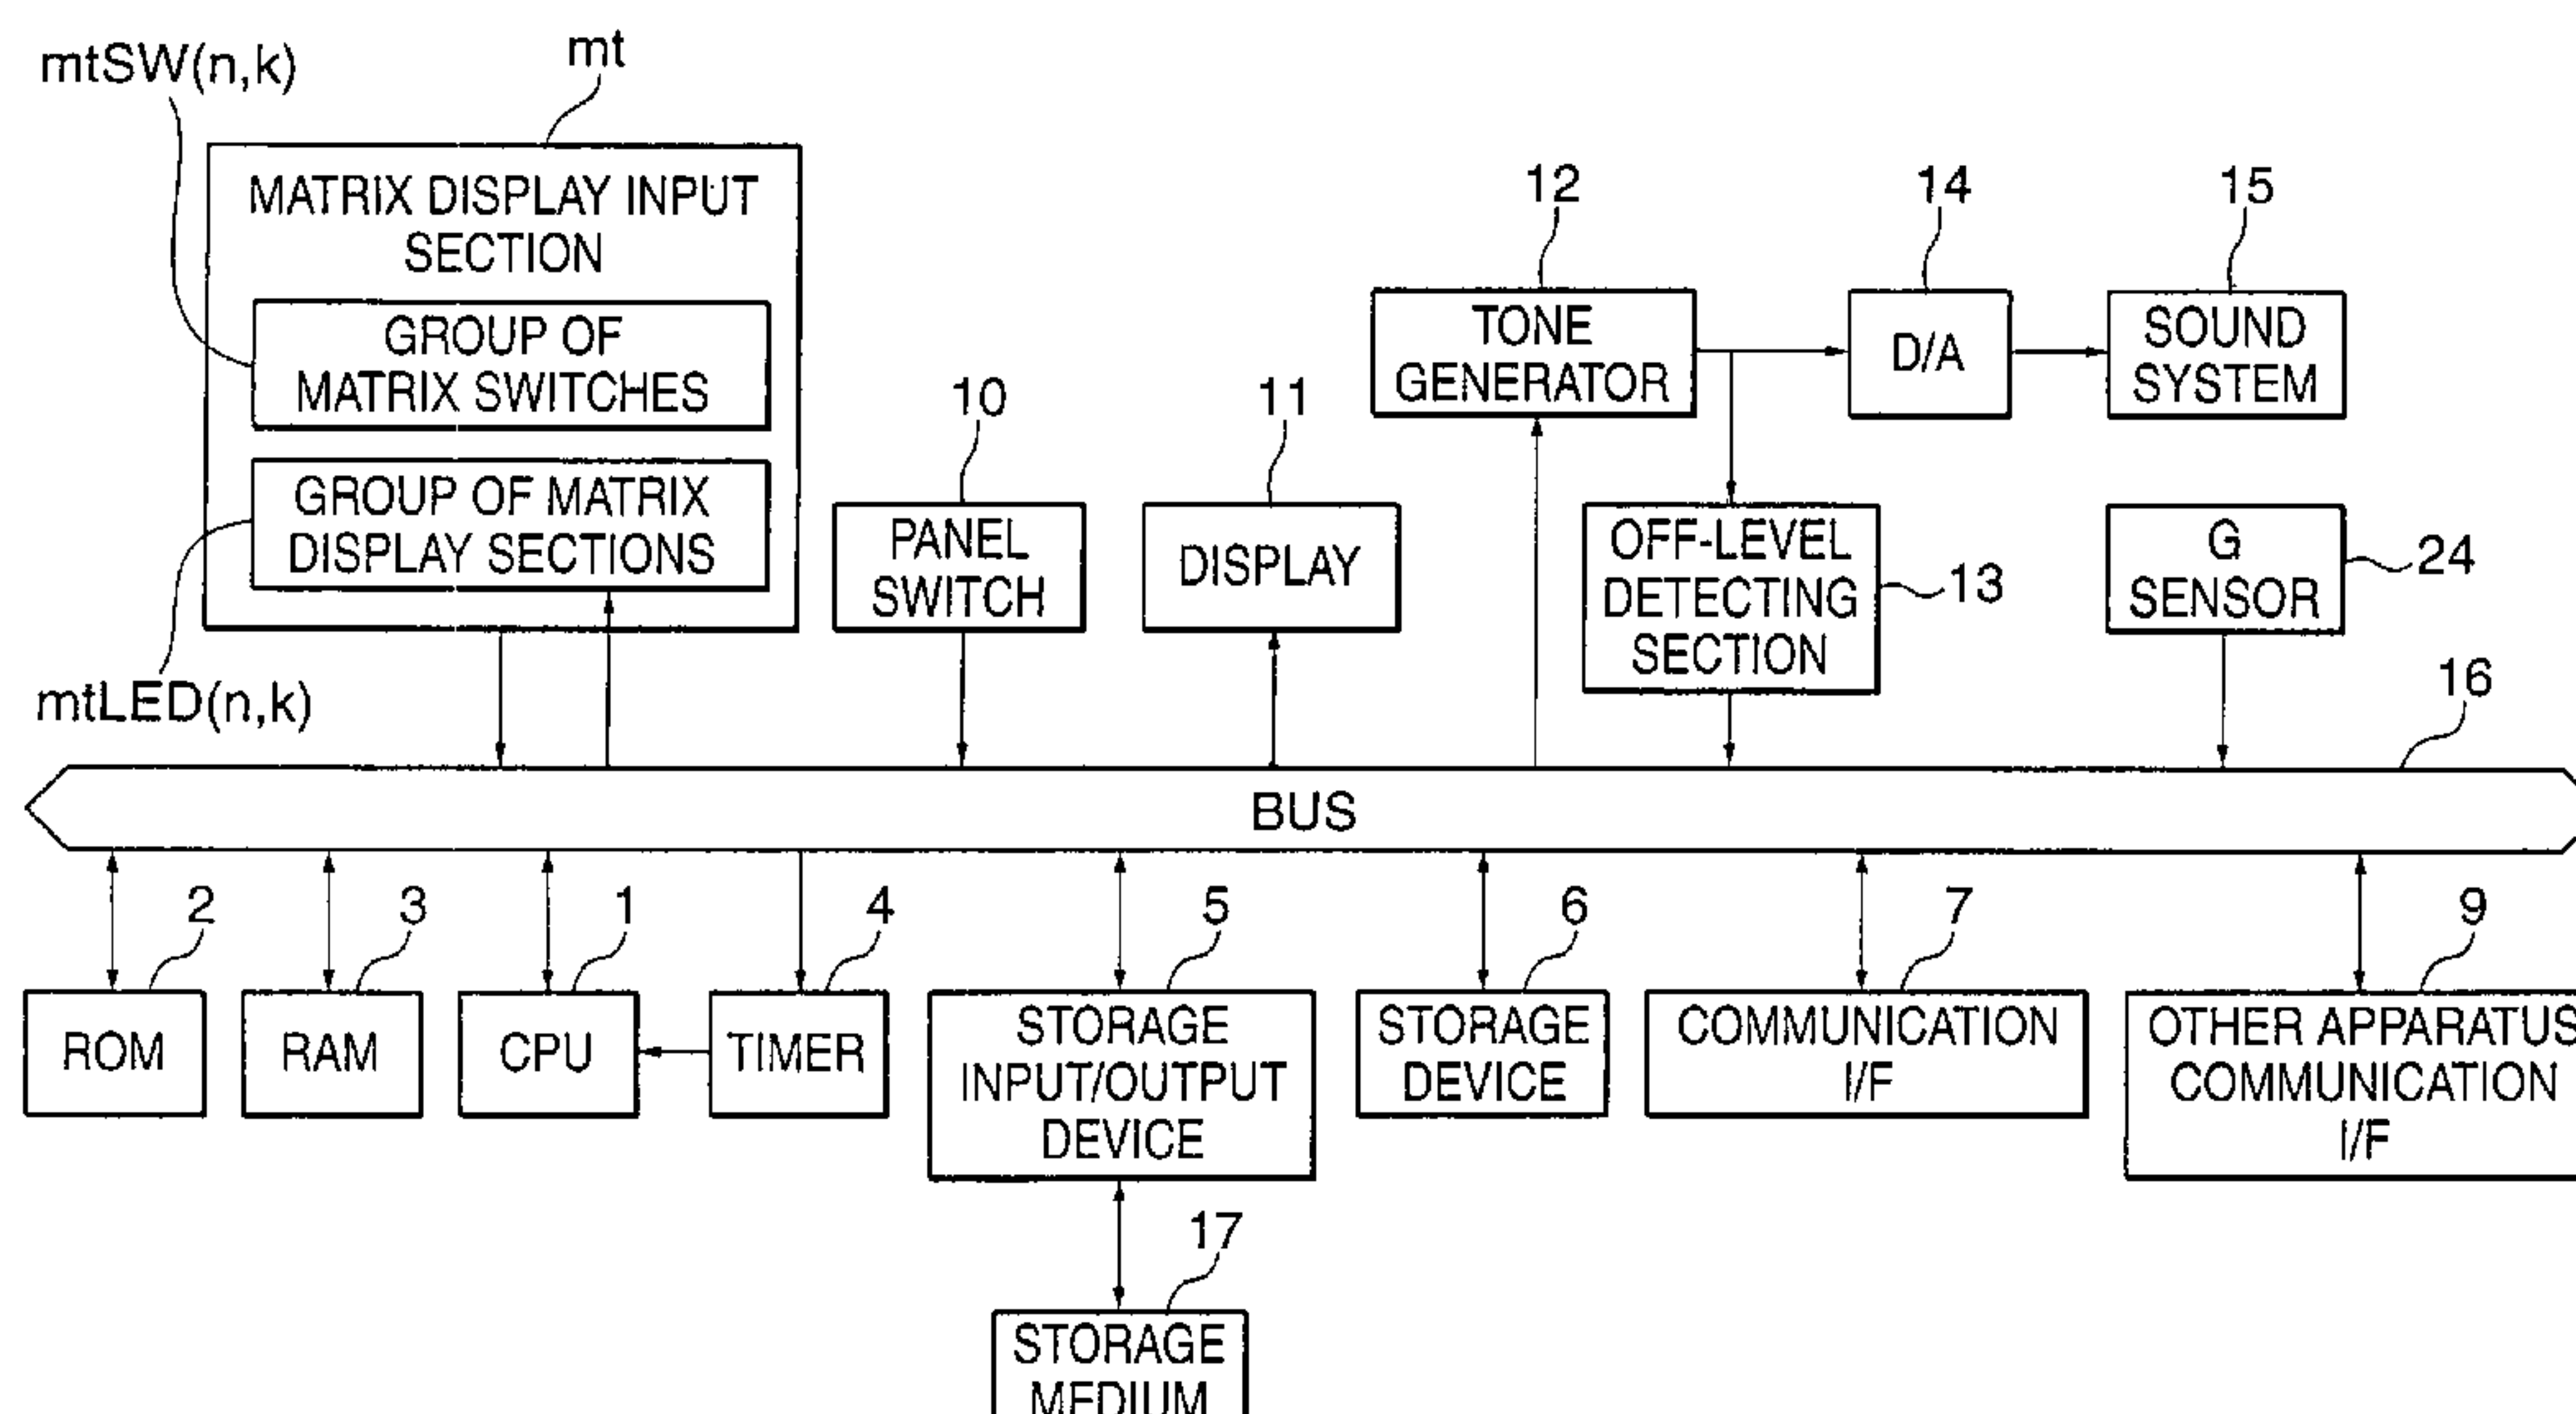 mtSW(n,k)
mt
MATRIX DISPLAY INPUT
SECTION
GROUP OF
MATRIX SWITCHES
GROUP OF MATRIX
DISPLAY SECTIONS
mtLED(n,k)
10
PANEL
SWITCH
11
DISPLAY
12
TONE
GENERATOR
14
D/A
15
SOUND
SYSTEM
OFF-LEVEL
DETECTING
SECTION
13
G
SENSOR
24
16
BUS
2
ROM
3
RAM
1
CPU
4
TIMER
5
STORAGE
INPUT/OUTPUT
DEVICE
6
STORAGE
DEVICE
7
COMMUNICATION
I/F
9
OTHER APPARATUS
COMMUNICATION
I/F
17
STORAGE
MEDIUM